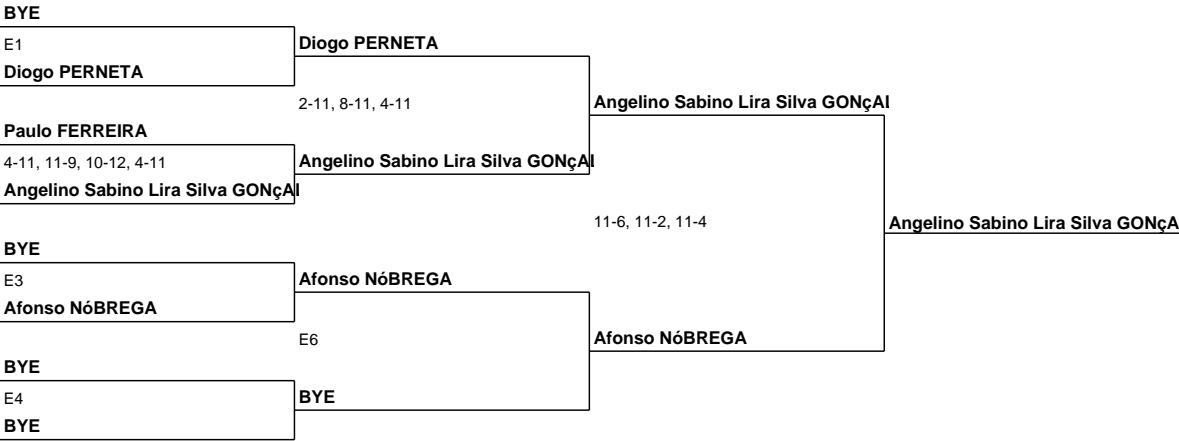 BYE
E1
Diogo PERNETA
Diogo PERNETA
2-11, 8-11, 4-11
Angelino Sabino Lira Silva GONçAl
Paulo FERREIRA
4-11, 11-9, 10-12, 4-11
Angelino Sabino Lira Silva GONçAl
Angelino Sabino Lira Silva GONçAl
11-6, 11-2, 11-4
Angelino Sabino Lira Silva GONçA
BYE
E3
Afonso NóBREGA
Afonso NóBREGA
E6
Afonso NóBREGA
BYE
E4
BYE
BYE